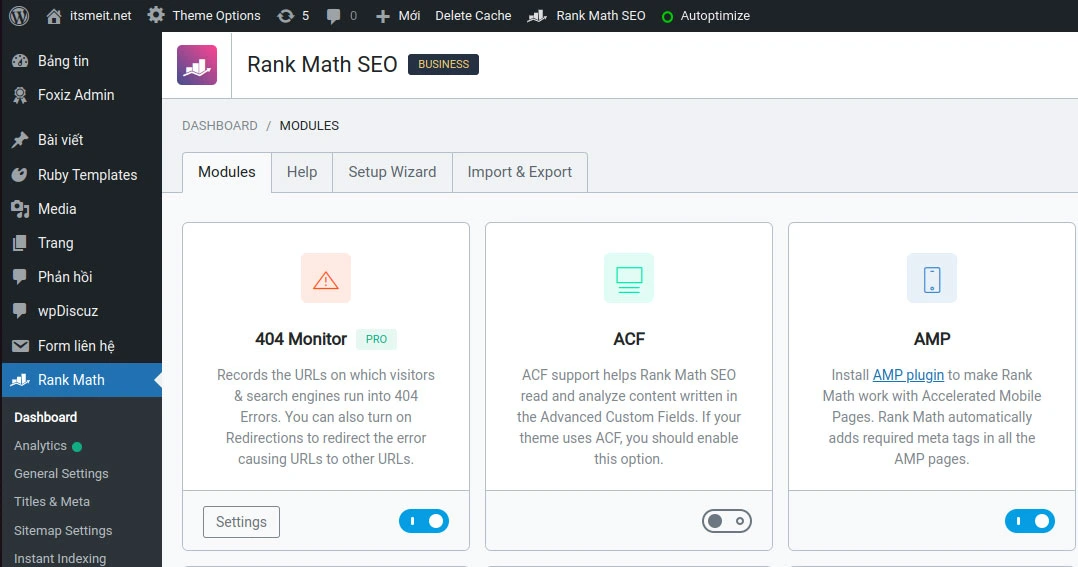 itsmeit.net Theme Options 5 0 Mới Delete Cache Rank Math SEO Autoptimize
Bảng tin
Foxiz Admin
Bài viết
Ruby Templates
Media
Trang
Phản hồi
wpDiscuz
Form liên hệ
Rank Math
Dashboard
Analytics
General Settings
Titles & Meta
Sitemap Settings
Instant Indexing
Rank Math SEO BUSINESS
DASHBOARD / MODULES
Modules Help Setup Wizard Import & Export
404 Monitor PRO
Records the URLs on which visitors
& search engines run into 404
Errors. You can also turn on
Redirections to redirect the error
causing URLs to other URLs.
Settings
ACF
ACF support helps Rank Math SEO
read and analyze content written in
the Advanced Custom Fields. If your
theme uses ACF, you should enable
this option.
AMP
Install AMP plugin to make Rank
Math work with Accelerated Mobile
Pages. Rank Math automatically
adds required meta tags in all the
AMP pages.